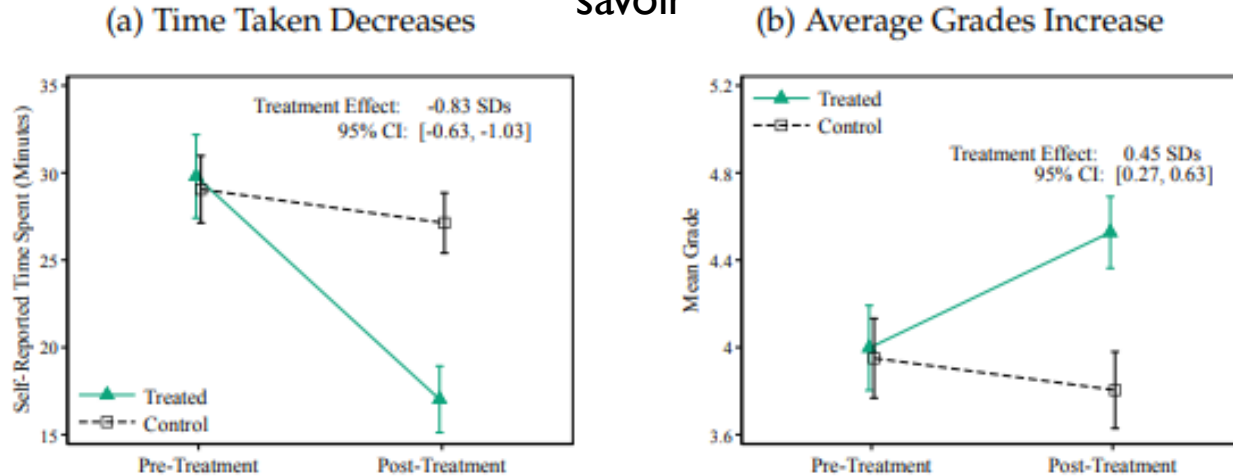 savoir
(a) Time Taken Decreases
Self-Reported Time Spent (Minutes)
35
30
25
20
15
Treatment Effect: -0.83 SDs
95% CI: [-0.63, -1.03]
Treated
Control
Pre-Treatment
Post-Treatment
(b) Average Grades Increase
Mean Grade
5.2
4.8
4.4
4
3.6
Treated
Control
Treatment Effect: 0.45 SDs
95% CI: [0.27, 0.63]
Pre-Treatment
Post-Treatment